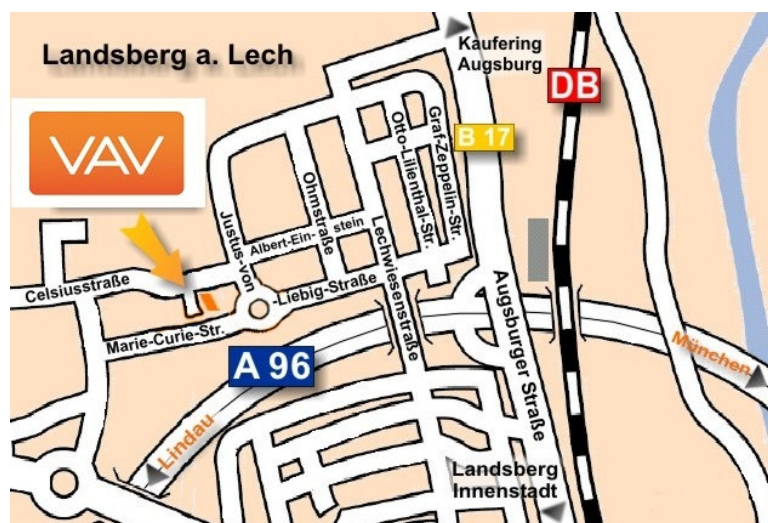 Landsberg a. Lech
Kaufering
Augsburg
DB
VAV
B 17
Graf-Zeppelin-Str.
Otto-Lilienthal-Str.
Ohmstraße
Lechwiesenstraße
Justus-von
-Liebig-Straße
Albert-Ein-
stein
Celsiusstraße
Marie-Curie-Str.
Augsburger Straße
A 96
München
Lindau
Landsberg
Innenstadt